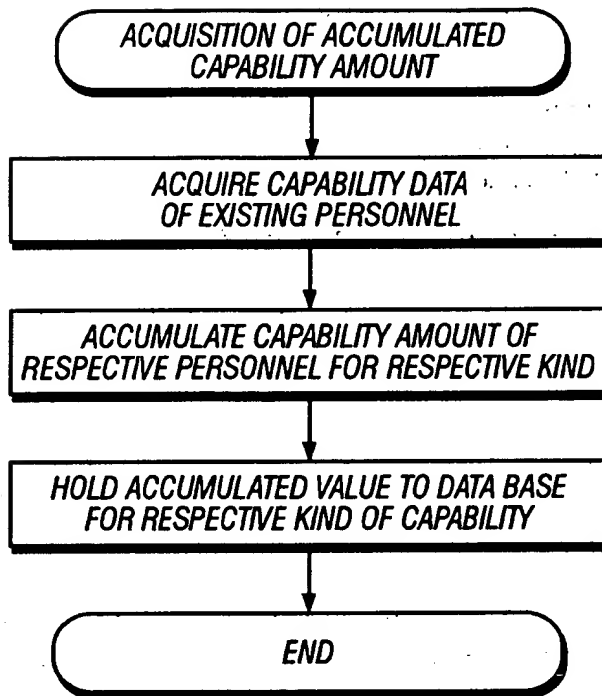 ACQUISITION OF ACCUMULATED
CAPABILITY AMOUNT
ACQUIRE CAPABILITY DATA
OF EXISTING PERSONNEL
ACCUMULATE CAPABILITY AMOUNT OF
RESPECTIVE PERSONNEL FOR RESPECTIVE KIND
HOLD ACCUMULATED VALUE TO DATA BASE
FOR RESPECTIVE KIND OF CAPABILITY
END